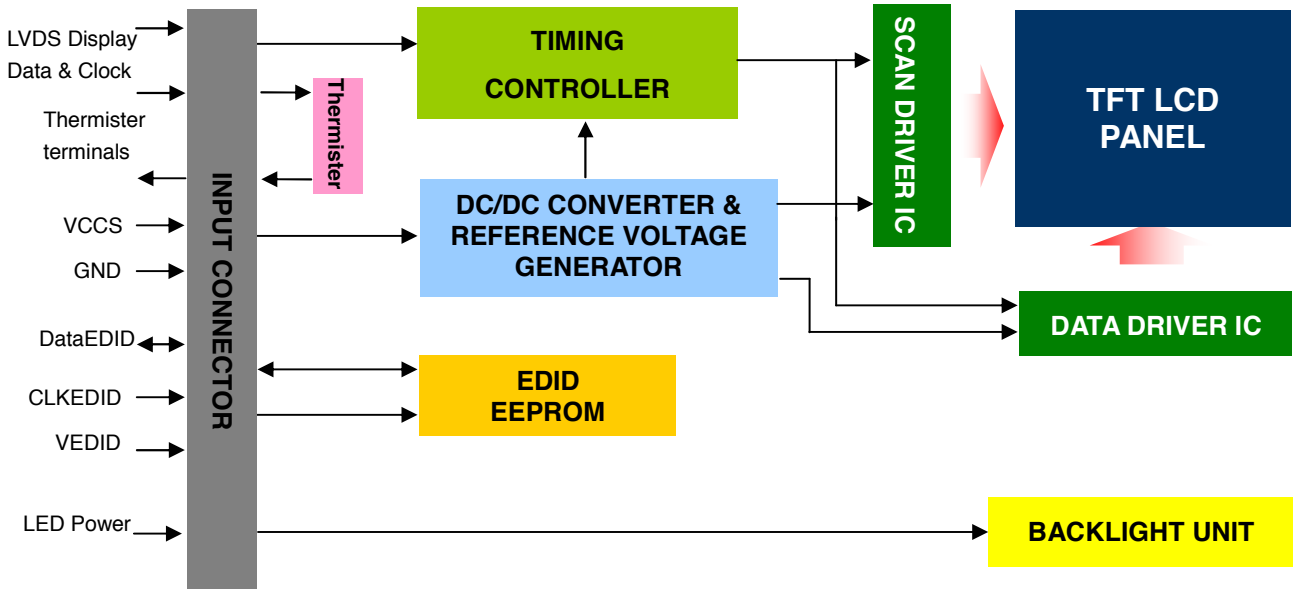 LVDS Display
Data & Clock
Thermister
terminals
VCCS
GND
DataEDID
CLKEDID
VEDID
LED Power
INPUT CONNECTOR
Thermister
TIMING
CONTROLLER
DC/DC CONVERTER &
REFERENCE VOLTAGE
GENERATOR
EDID
EEPROM
SCAN DRIVER IC
TFT LCD
PANEL
DATA DRIVER IC
BACKLIGHT UNIT